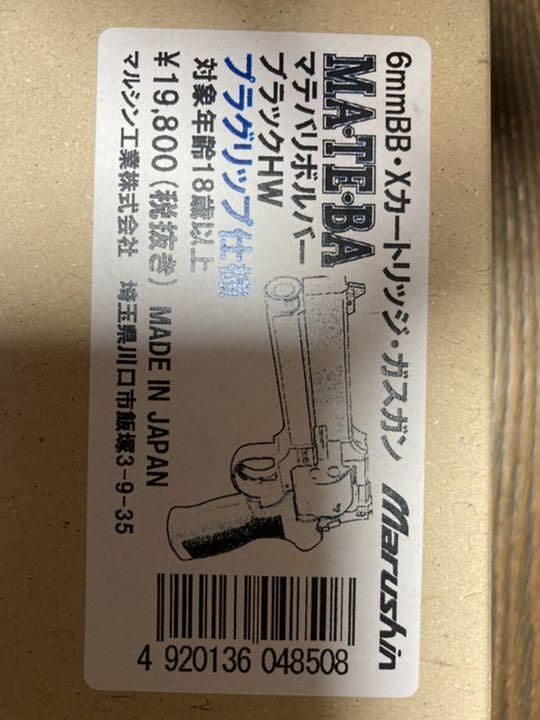 6mmBB・Xカートリッジ・ガスガン
Marushin
MA・TE・BA
マテバリボルバー
ブラックHW
プラグリップ仕様
対象年齢18歳以上
¥19,800(税抜き) MADE IN JAPAN
マルシン工業株式会社 埼玉県川口市飯塚3-9-35
4 920136 048508